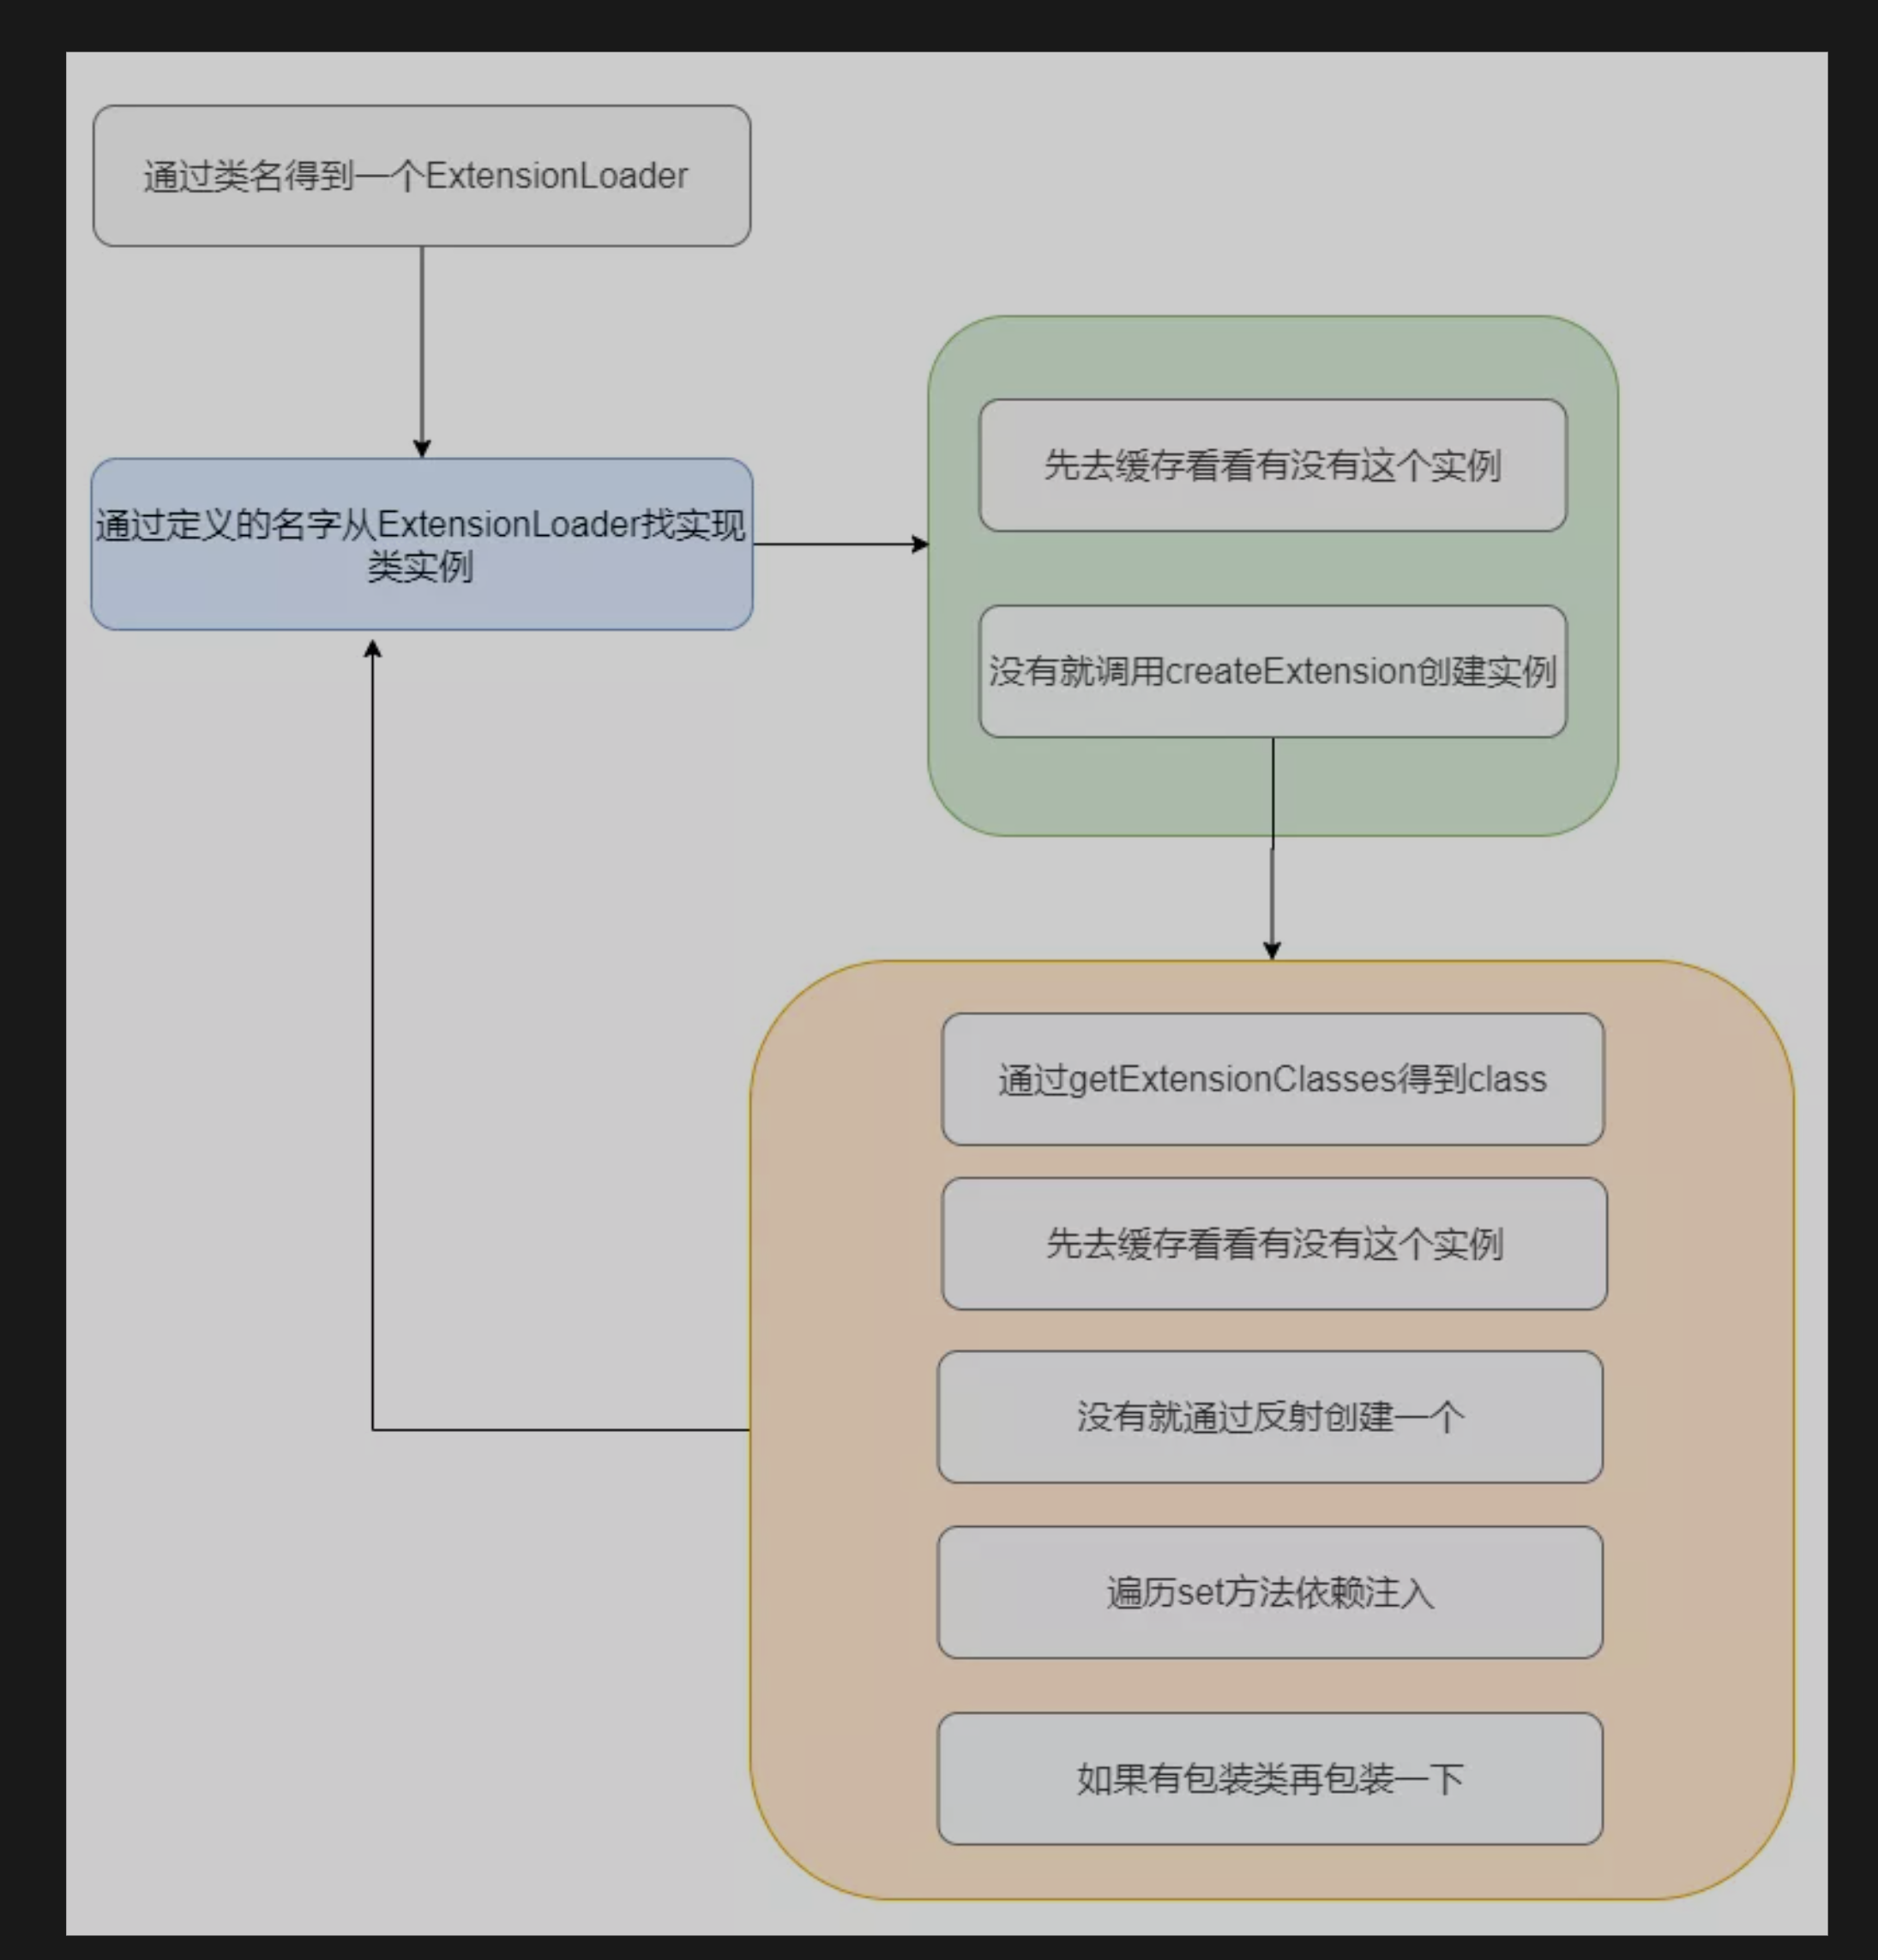 通过类名得到一个ExtensionLoader
通过定义的名字从ExtensionLoader找实现
类实例
先去缓存看看有没有这个实例
没有就调用createExtension创建实例
通过getExtensionClasses得到class
先去缓存看看有没有这个实例
没有就通过反射创建一个
遍历set方法依赖注入
如果有包装类再包装一下